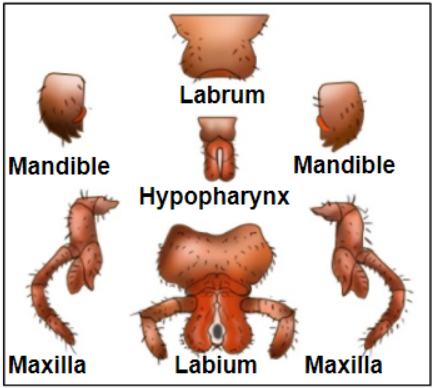 Labrum
Mandible
Mandible
Hypopharynx
Maxilla
Labium
Maxilla